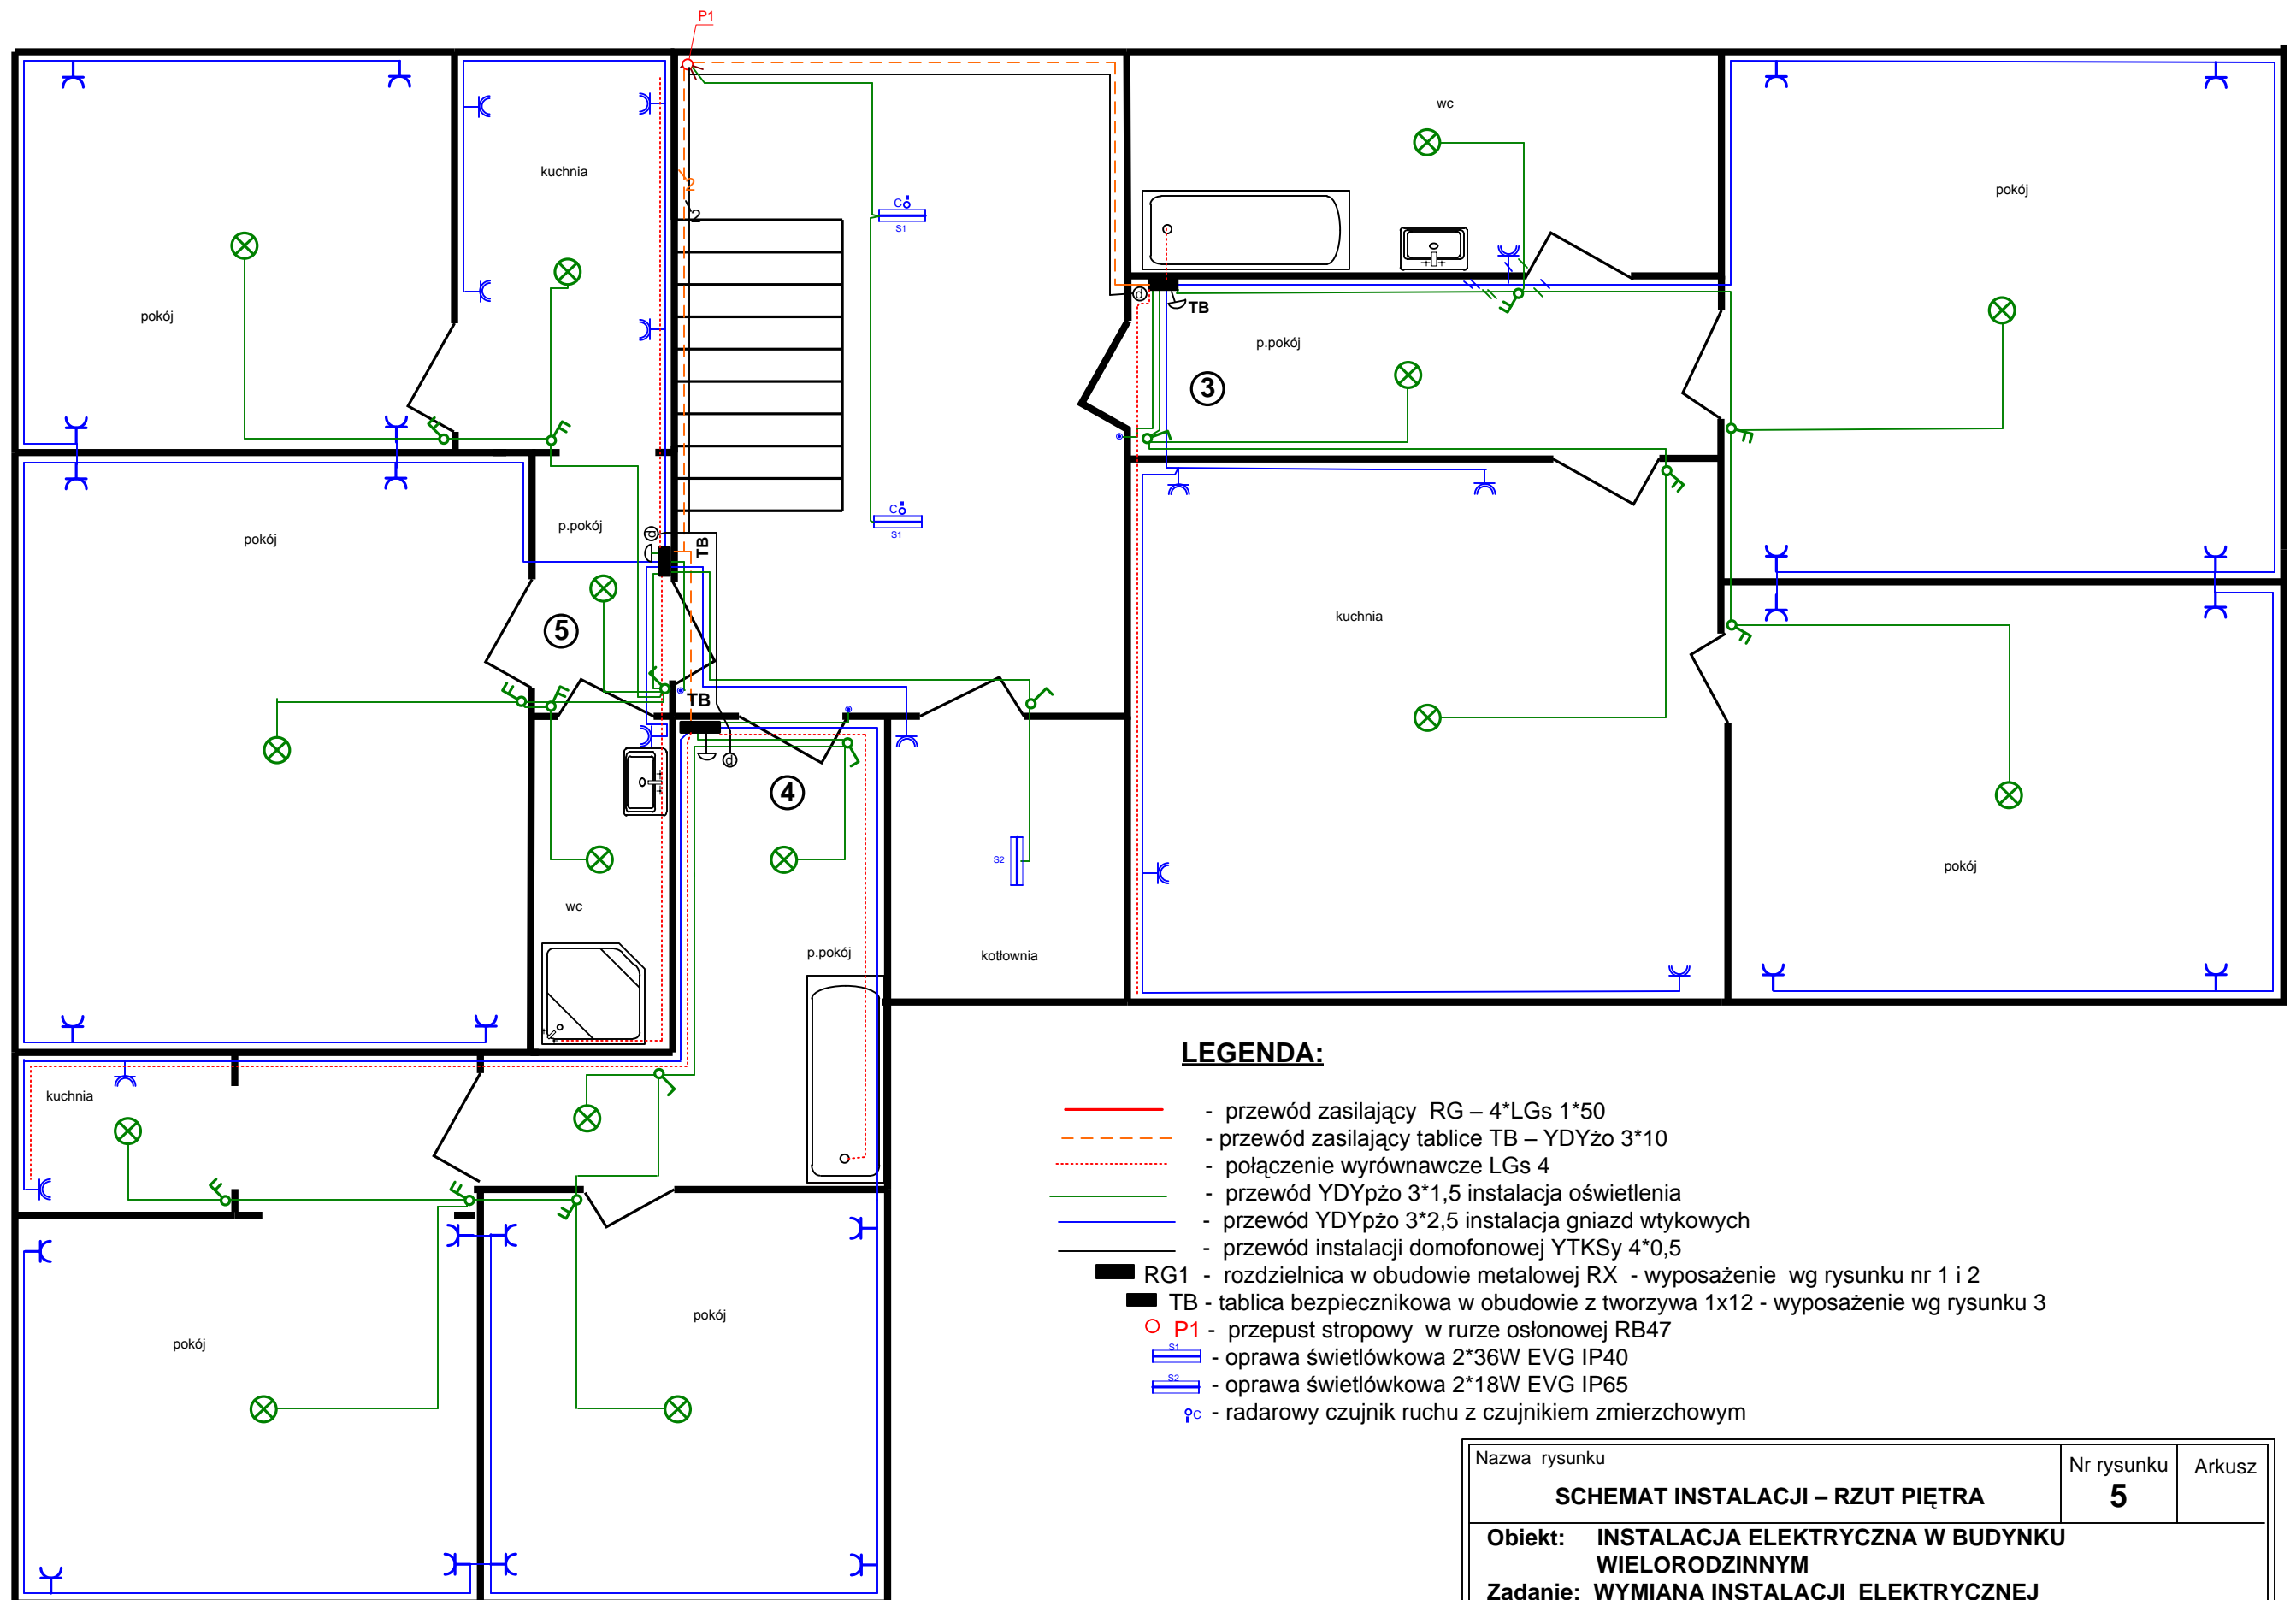 P1
wc
kuchnia
pokój
2
C
S1
2
TB
pokój
p.pokój
3
pokój
p.pokój
C
S1
TB
kuchnia
5
TB
d
d
d
4
S2
pokój
wc
p.pokój
kotłownia
LEGENDA:
kuchnia
- przewód zasilający RG – 4*LGs 1*50
- przewód zasilający tablice TB – YDYżo 3*10
- połączenie wyrównawcze LGs 4
- przewód YDYpżo 3*1,5 instalacja oświetlenia
- przewód YDYpżo 3*2,5 instalacja gniazd wtykowych
- przewód instalacji domofonowej YTKSy 4*0,5
RG1 - rozdzielnica w obudowie metalowej RX - wyposażenie wg rysunku nr 1 i 2
TB - tablica bezpiecznikowa w obudowie z tworzywa 1x12 - wyposażenie wg rysunku 3
P1 - przepust stropowy w rurze osłonowej RB47
S1 - oprawa świetlówkowa 2*36W EVG IP40
S2 - oprawa świetlówkowa 2*18W EVG IP65
C - radarowy czujnik ruchu z czujnikiem zmierzchowym
pokój
pokój
Nazwa rysunku
SCHEMAT INSTALACJI – RZUT PIĘTRA
Nr rysunku
5
Arkusz
Obiekt: INSTALACJA ELEKTRYCZNA W BUDYNKU
WIELORODZINNYM
Zadanie: WYMIANA INSTALACJI ELEKTRYCZNEJ